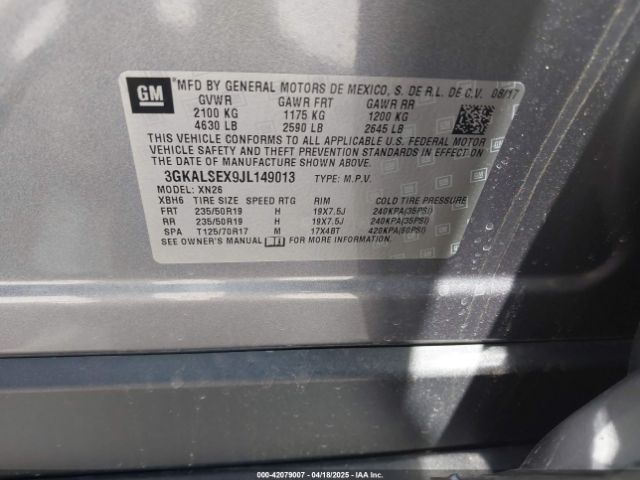 GM
MFD BY GENERAL MOTORS DE MEXICO, S. DE R.L. DE C.V. 08/17
GVWR GAWR FRT GAWR RR
2100 KG 1175 KG 1200 KG
4630 LB 2590 LB 2645 LB
THIS VEHICLE CONFORMS TO ALL APPLICABLE U.S. FEDERAL MOTOR
VEHICLE SAFETY AND THEFT PREVENTION STANDARDS IN EFFECT ON
THE DATE OF MANUFACTURE SHOWN ABOVE.
3GKALSEX9JL149013 TYPE: M.P.V.
MODEL: XN26
XBH6 TIRE SIZE SPEED RTG RIM COLD TIRE PRESSURE
FRT 235/50R19 H 19X7.5J 240KPA(35PSI)
RR 235/50R19 H 19X7.5J 240KPA(35PSI)
SPA T125/70R17 M 17X4BT 420KPA(60PSI)
SEE OWNER'S MANUAL FOR MORE INFORMATION
000-42079007 - 04/18/2025 - IAAI.COM